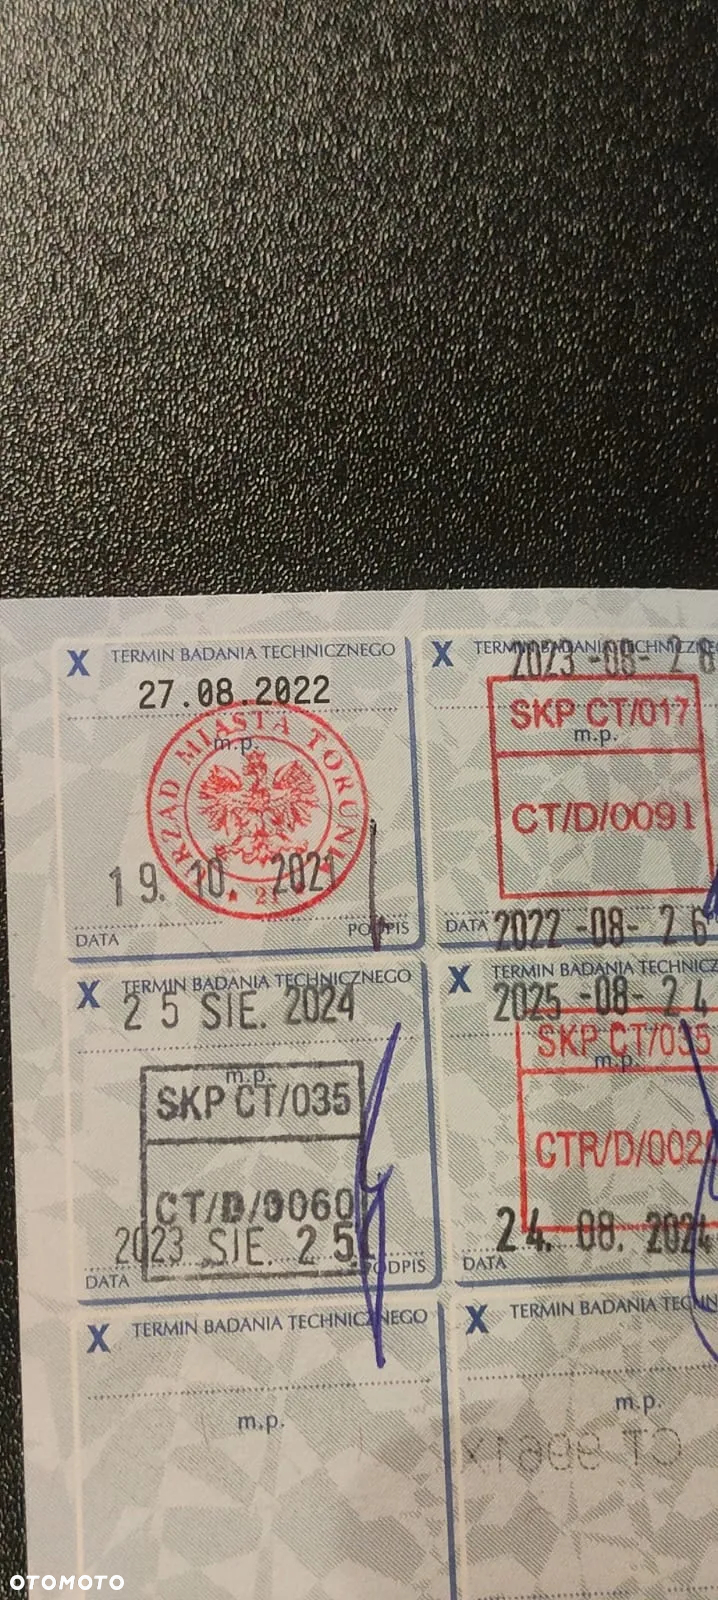 X TERMIN BADANIA TECHNICZNEGO
27.08.2022
m.p.
URZĄD MIASTA TORUNIA
21
19. 10. 2021
DATA PODPIS
X TERMIN BADANIA TECHNICZNE
2023 -08- 26
SKP CT/017
m.p.
CT/D/0091
DATA 2022 -08- 26
X TERMIN BADANIA TECHNICZNEGO
25 SIE. 2024
m.p.
SKP CT/035
CT/D/0060
2023 SIE. 25.
DATA PODPIS
X TERMIN BADANIA TECHNICZ
2025 -08- 24
SKP CT/035
m.p.
CTR/D/002
24. 08. 2024
DATA
X TERMIN BADANIA TECHNICZNEGO
m.p.
X TERMIN BADANIA TECHN
m.p.
OTOMOTO